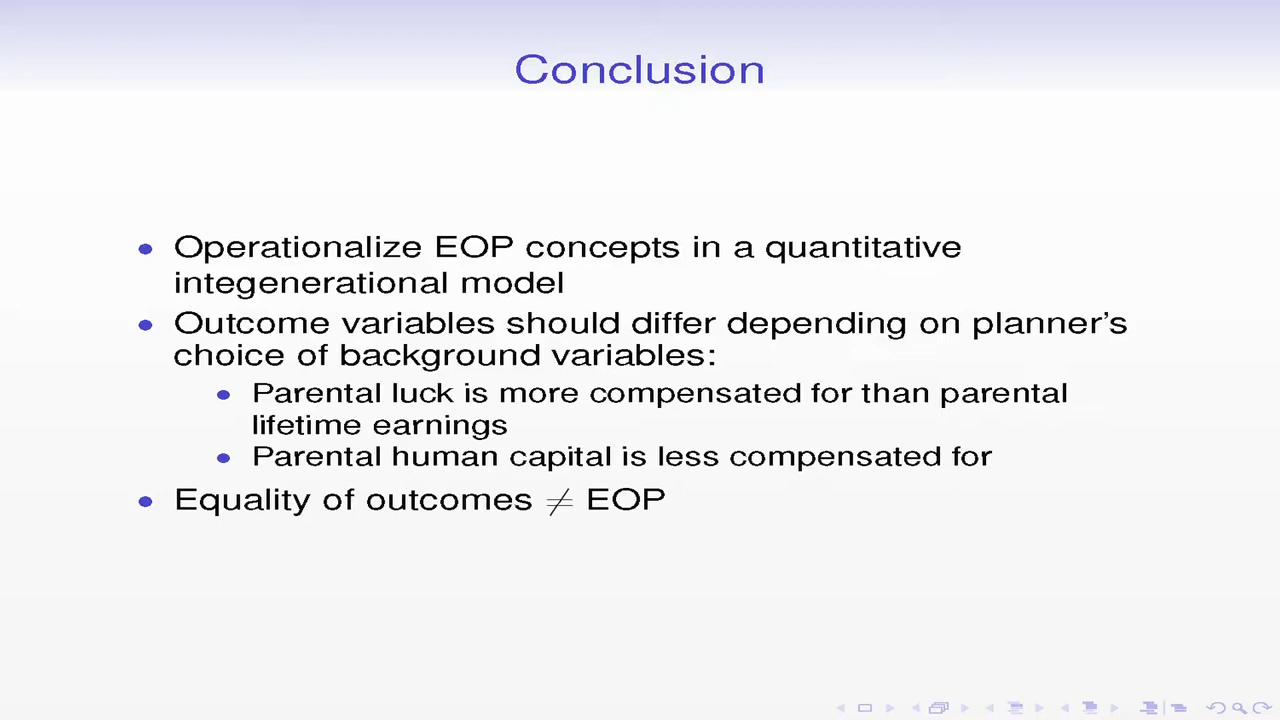 Conclusion
• Operationalize EOP concepts in a quantitative
integenerational model
• Outcome variables should differ depending on planner's
choice of background variables:
• Parental luck is more compensated for than parental
lifetime earnings
• Parental human capital is less compensated for
• Equality of outcomes ≠ EOP